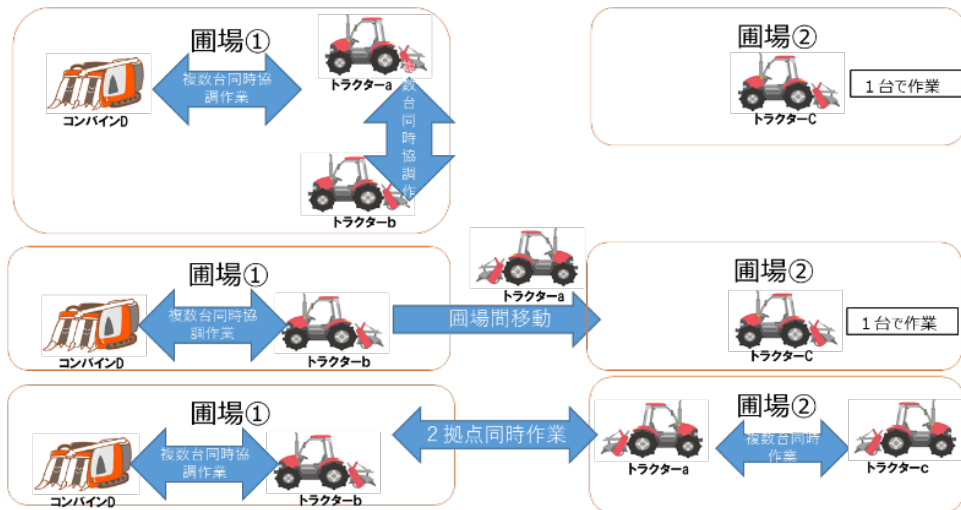 圃場①
複数台同時協
調作業
コンバインD
トラクターa
数台同時協調作
トラクターb
圃場②
トラクターC
１台で作業
圃場①
複数台同時協
調作業
コンバインD
トラクターb
トラクターa
圃場間移動
圃場②
トラクターC
１台で作業
圃場①
複数台同時協
調作業
コンバインD
トラクターb
２拠点同時作業
圃場②
トラクターa
複数台同時
作業
トラクターc